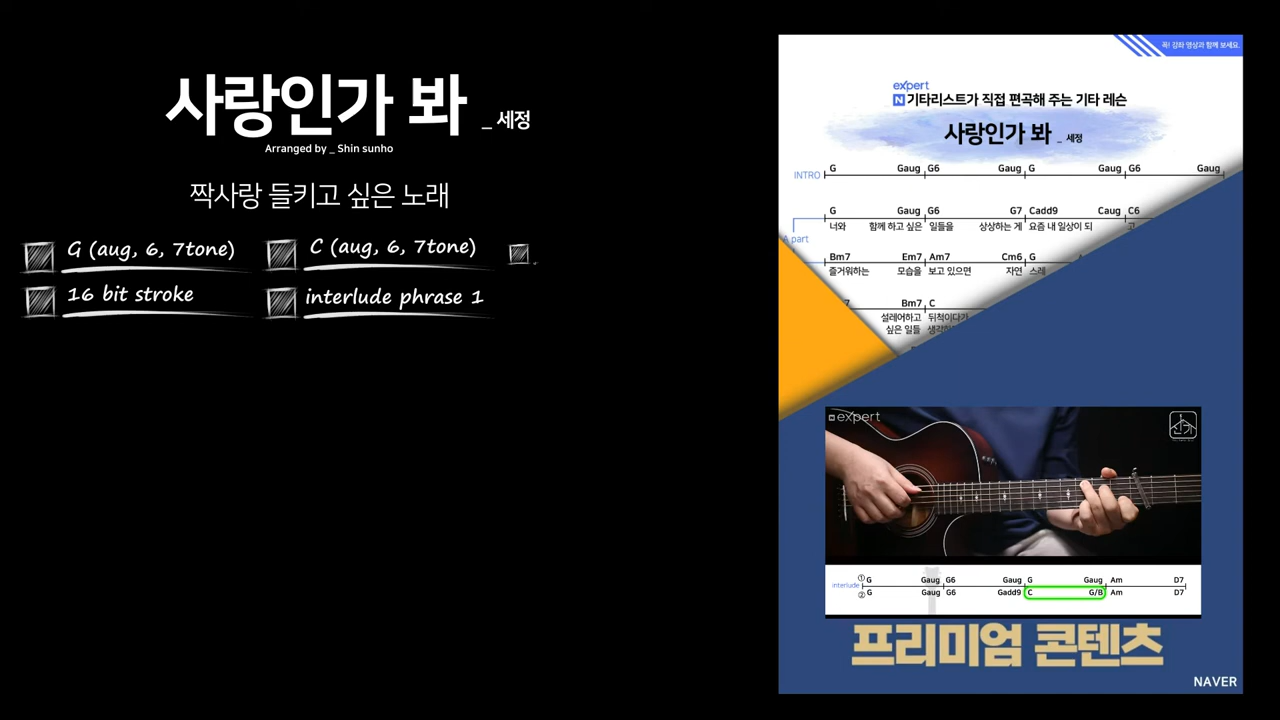 사랑인가 봐 _ 세정
Arranged by _ Shin sunho
짝사랑 들키고 싶은 노래
G (aug, 6, 7tone)
C (aug, 6, 7tone)
16 bit stroke
interlude phrase 1
꼭! 강좌 영상과 함께 보세요.
expert
N 기타리스트가 직접 편곡해 주는 기타 레슨
사랑인가 봐 _ 세정
INTRO G Gaug G6 Gaug G Gaug G6 Gaug
G Gaug G6 G7 Cadd9 Caug C6
너와 함께 하고 싶은 일들을 상상하는 게 요즘 내 일상이 되
A part
Bm7 Em7 Am7 Cm6 G
즐거워하는 모습을 보고 있으면 자연 스레
Bm7 C
설레어하고 뒤척이다가
싶은 일들
expert
interlude ① G Gaug G6 Gaug G Gaug Am D7
② G Gaug G6 Gadd9 C G/B Am D7
프리미엄 콘텐츠
NAVER